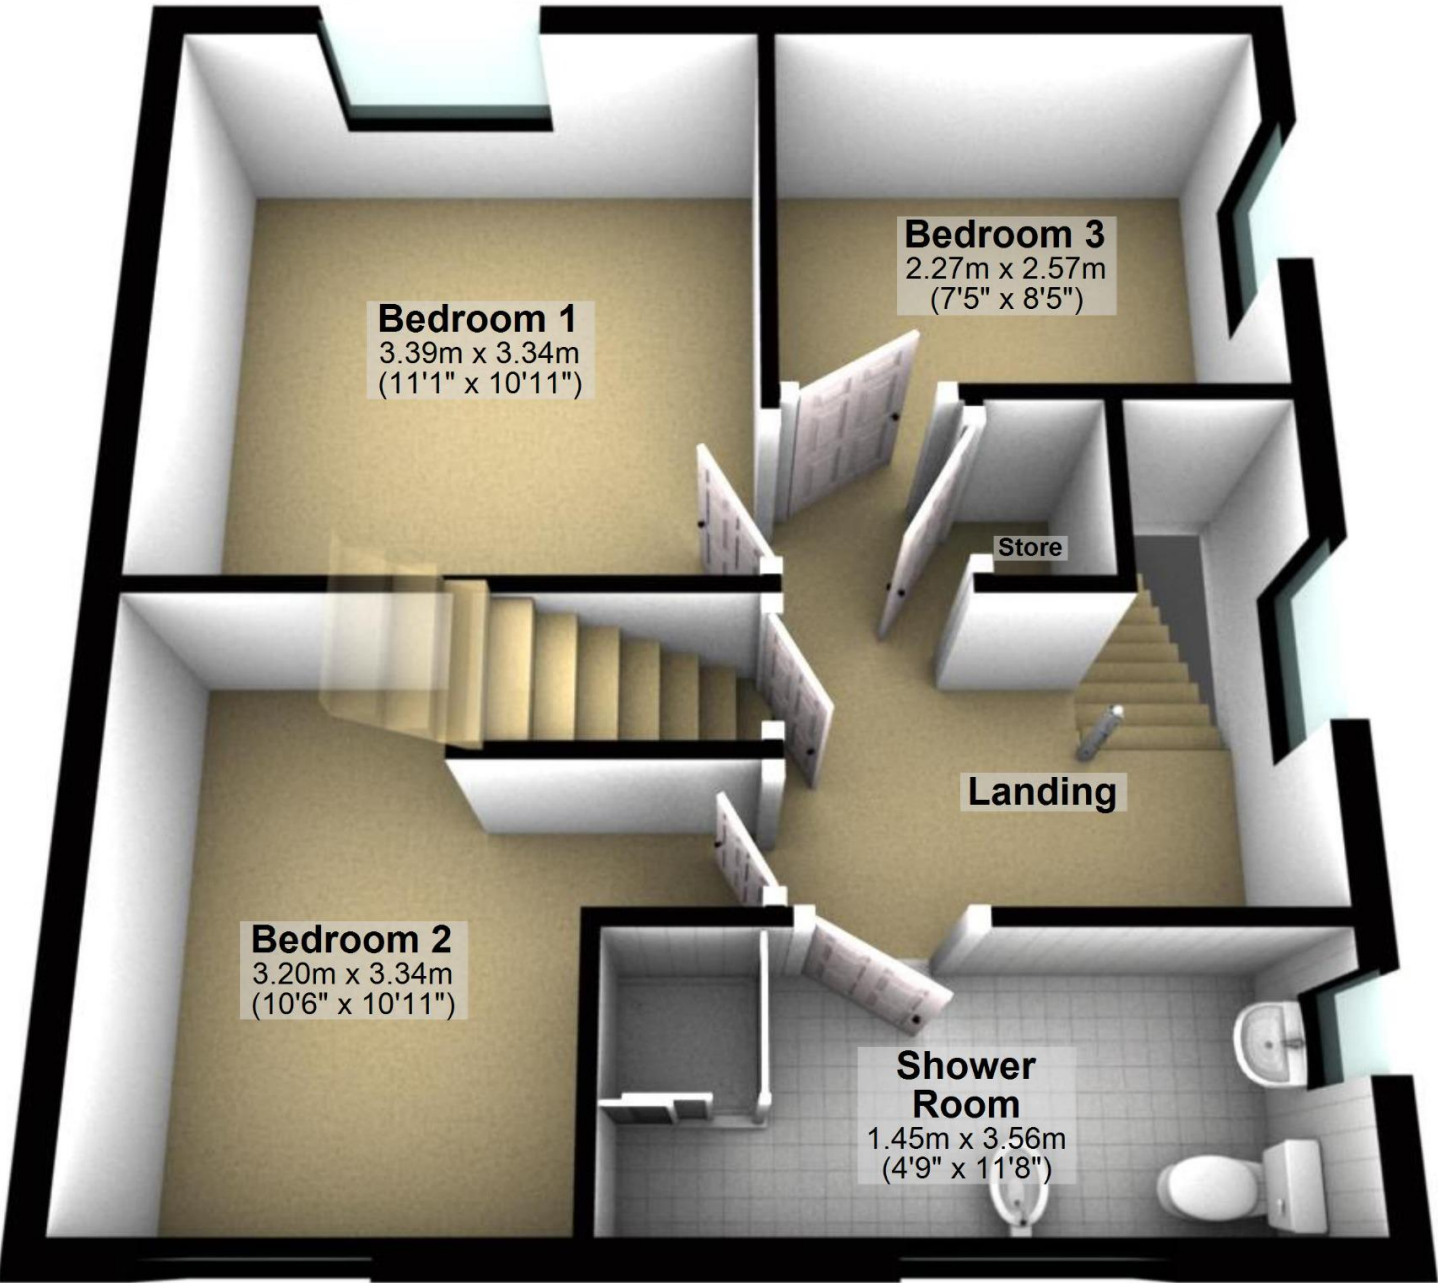 Bedroom 1
3.39m x 3.34m
(11'1" x 10'11")
Bedroom 3
2.27m x 2.57m
(7'5" x 8'5")
Store
Landing
Bedroom 2
3.20m x 3.34m
(10'6" x 10'11")
Shower
Room
1.45m x 3.56m
(4'9" x 11'8")